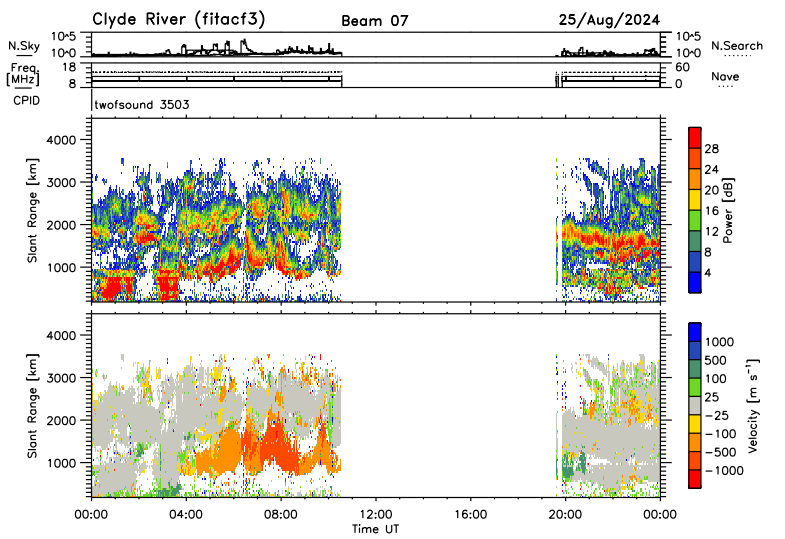 Clyde River (fitacf3) Beam 07 25/Aug/2024
N.Sky 10^5 10^0 10^5 10^0 N.Search
Freq. [MHz] 18 8 60 0 Nave
CPID twofsound 3503
Slant Range [km] 4000 3000 2000 1000
Power [dB] 28 24 20 16 12 8 4
Slant Range [km] 4000 3000 2000 1000
Velocity [m s⁻¹] 1000 500 100 25 −25 −100 −500 −1000
00:00 04:00 08:00 12:00 16:00 20:00 00:00
Time UT